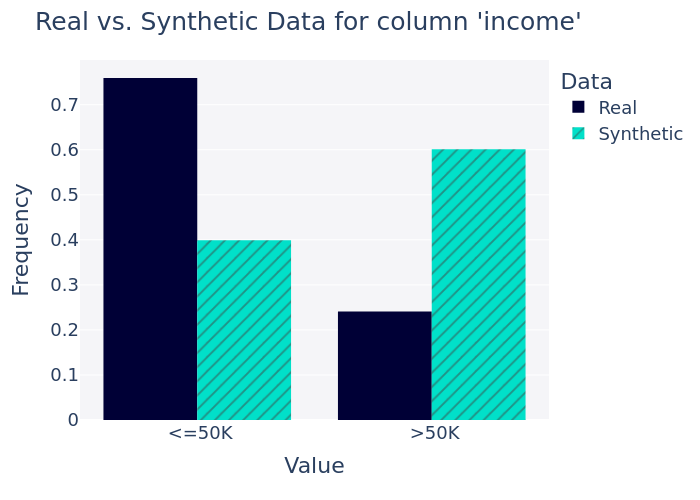 Real vs. Synthetic Data for column 'income'
Data
Real
Synthetic
Frequency
0.7
0.6
0.5
0.4
0.3
0.2
0.1
0
<=50K
>50K
Value